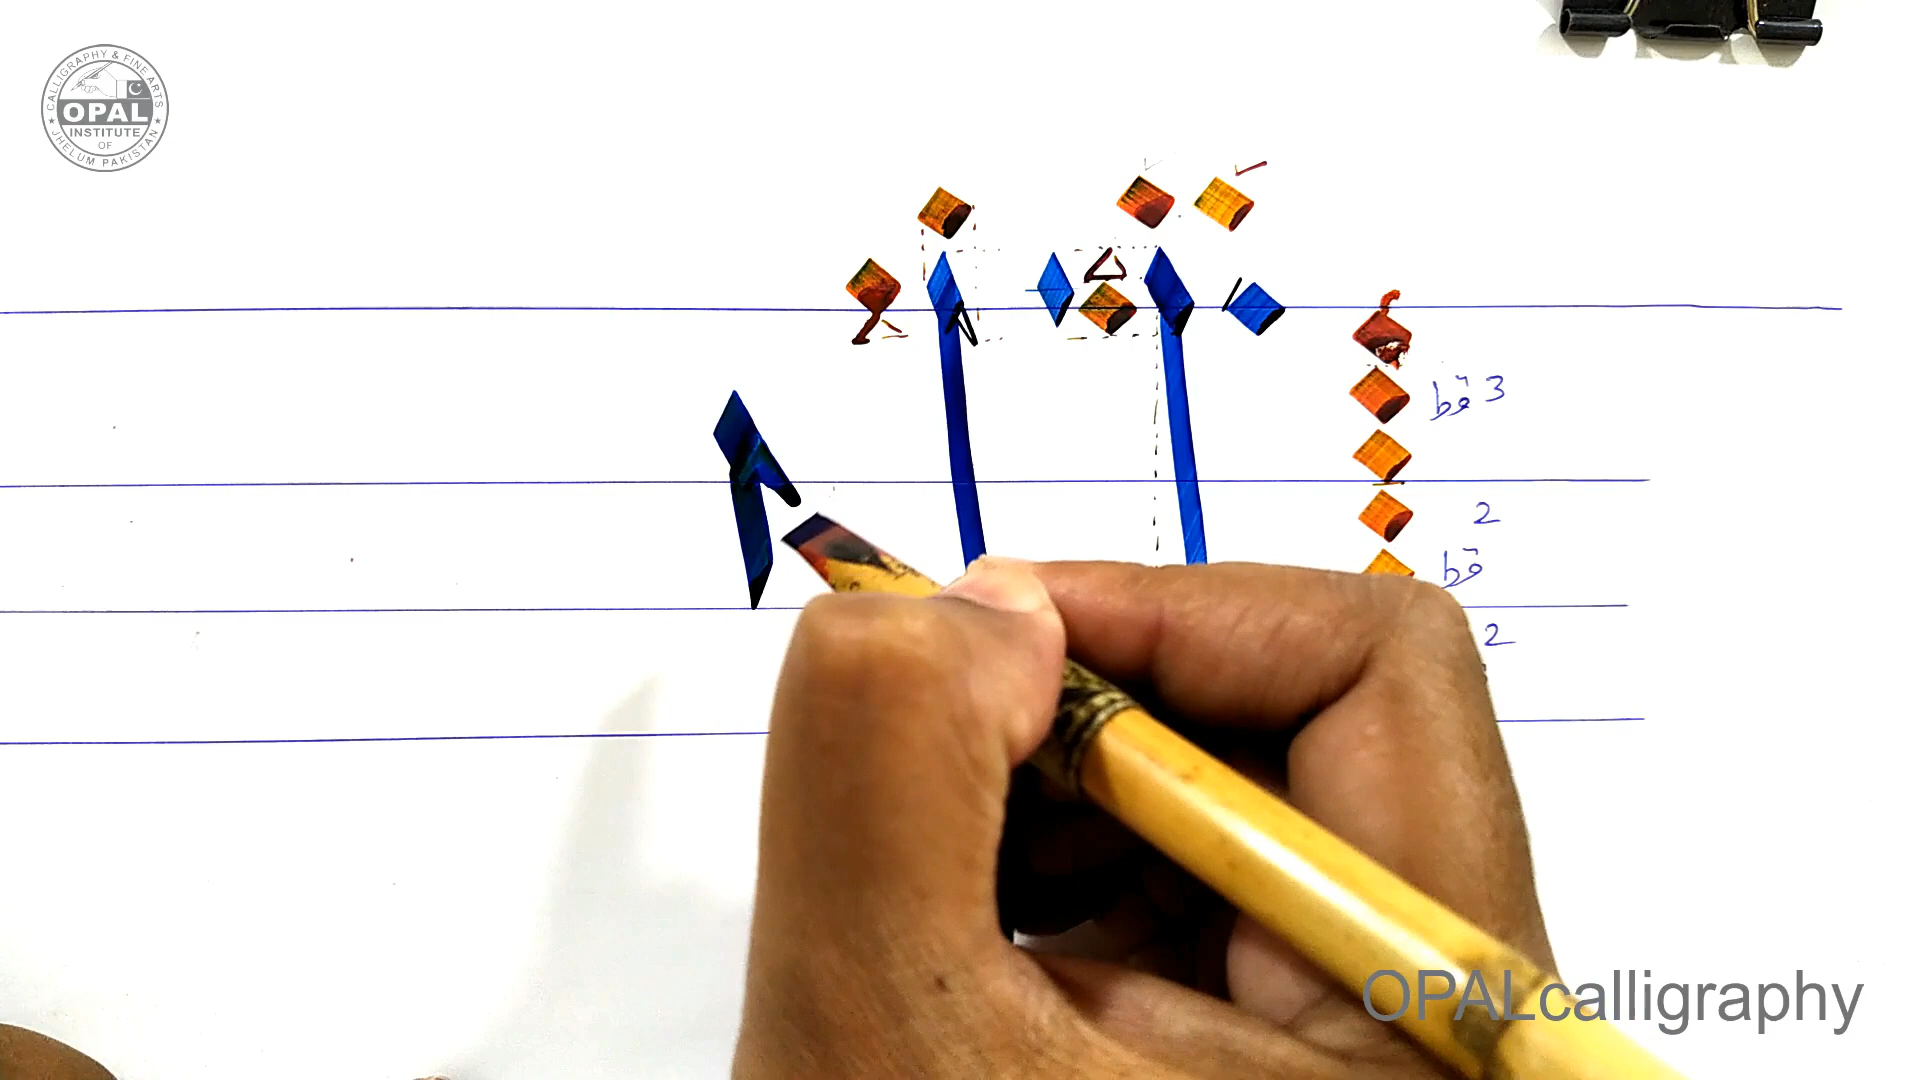 CALLIGRAPHY & FINE ARTS
OPAL
INSTITUTE
OF
JHELUM PAKISTAN
3 قط
2
قط
2
OPALcalligraphy